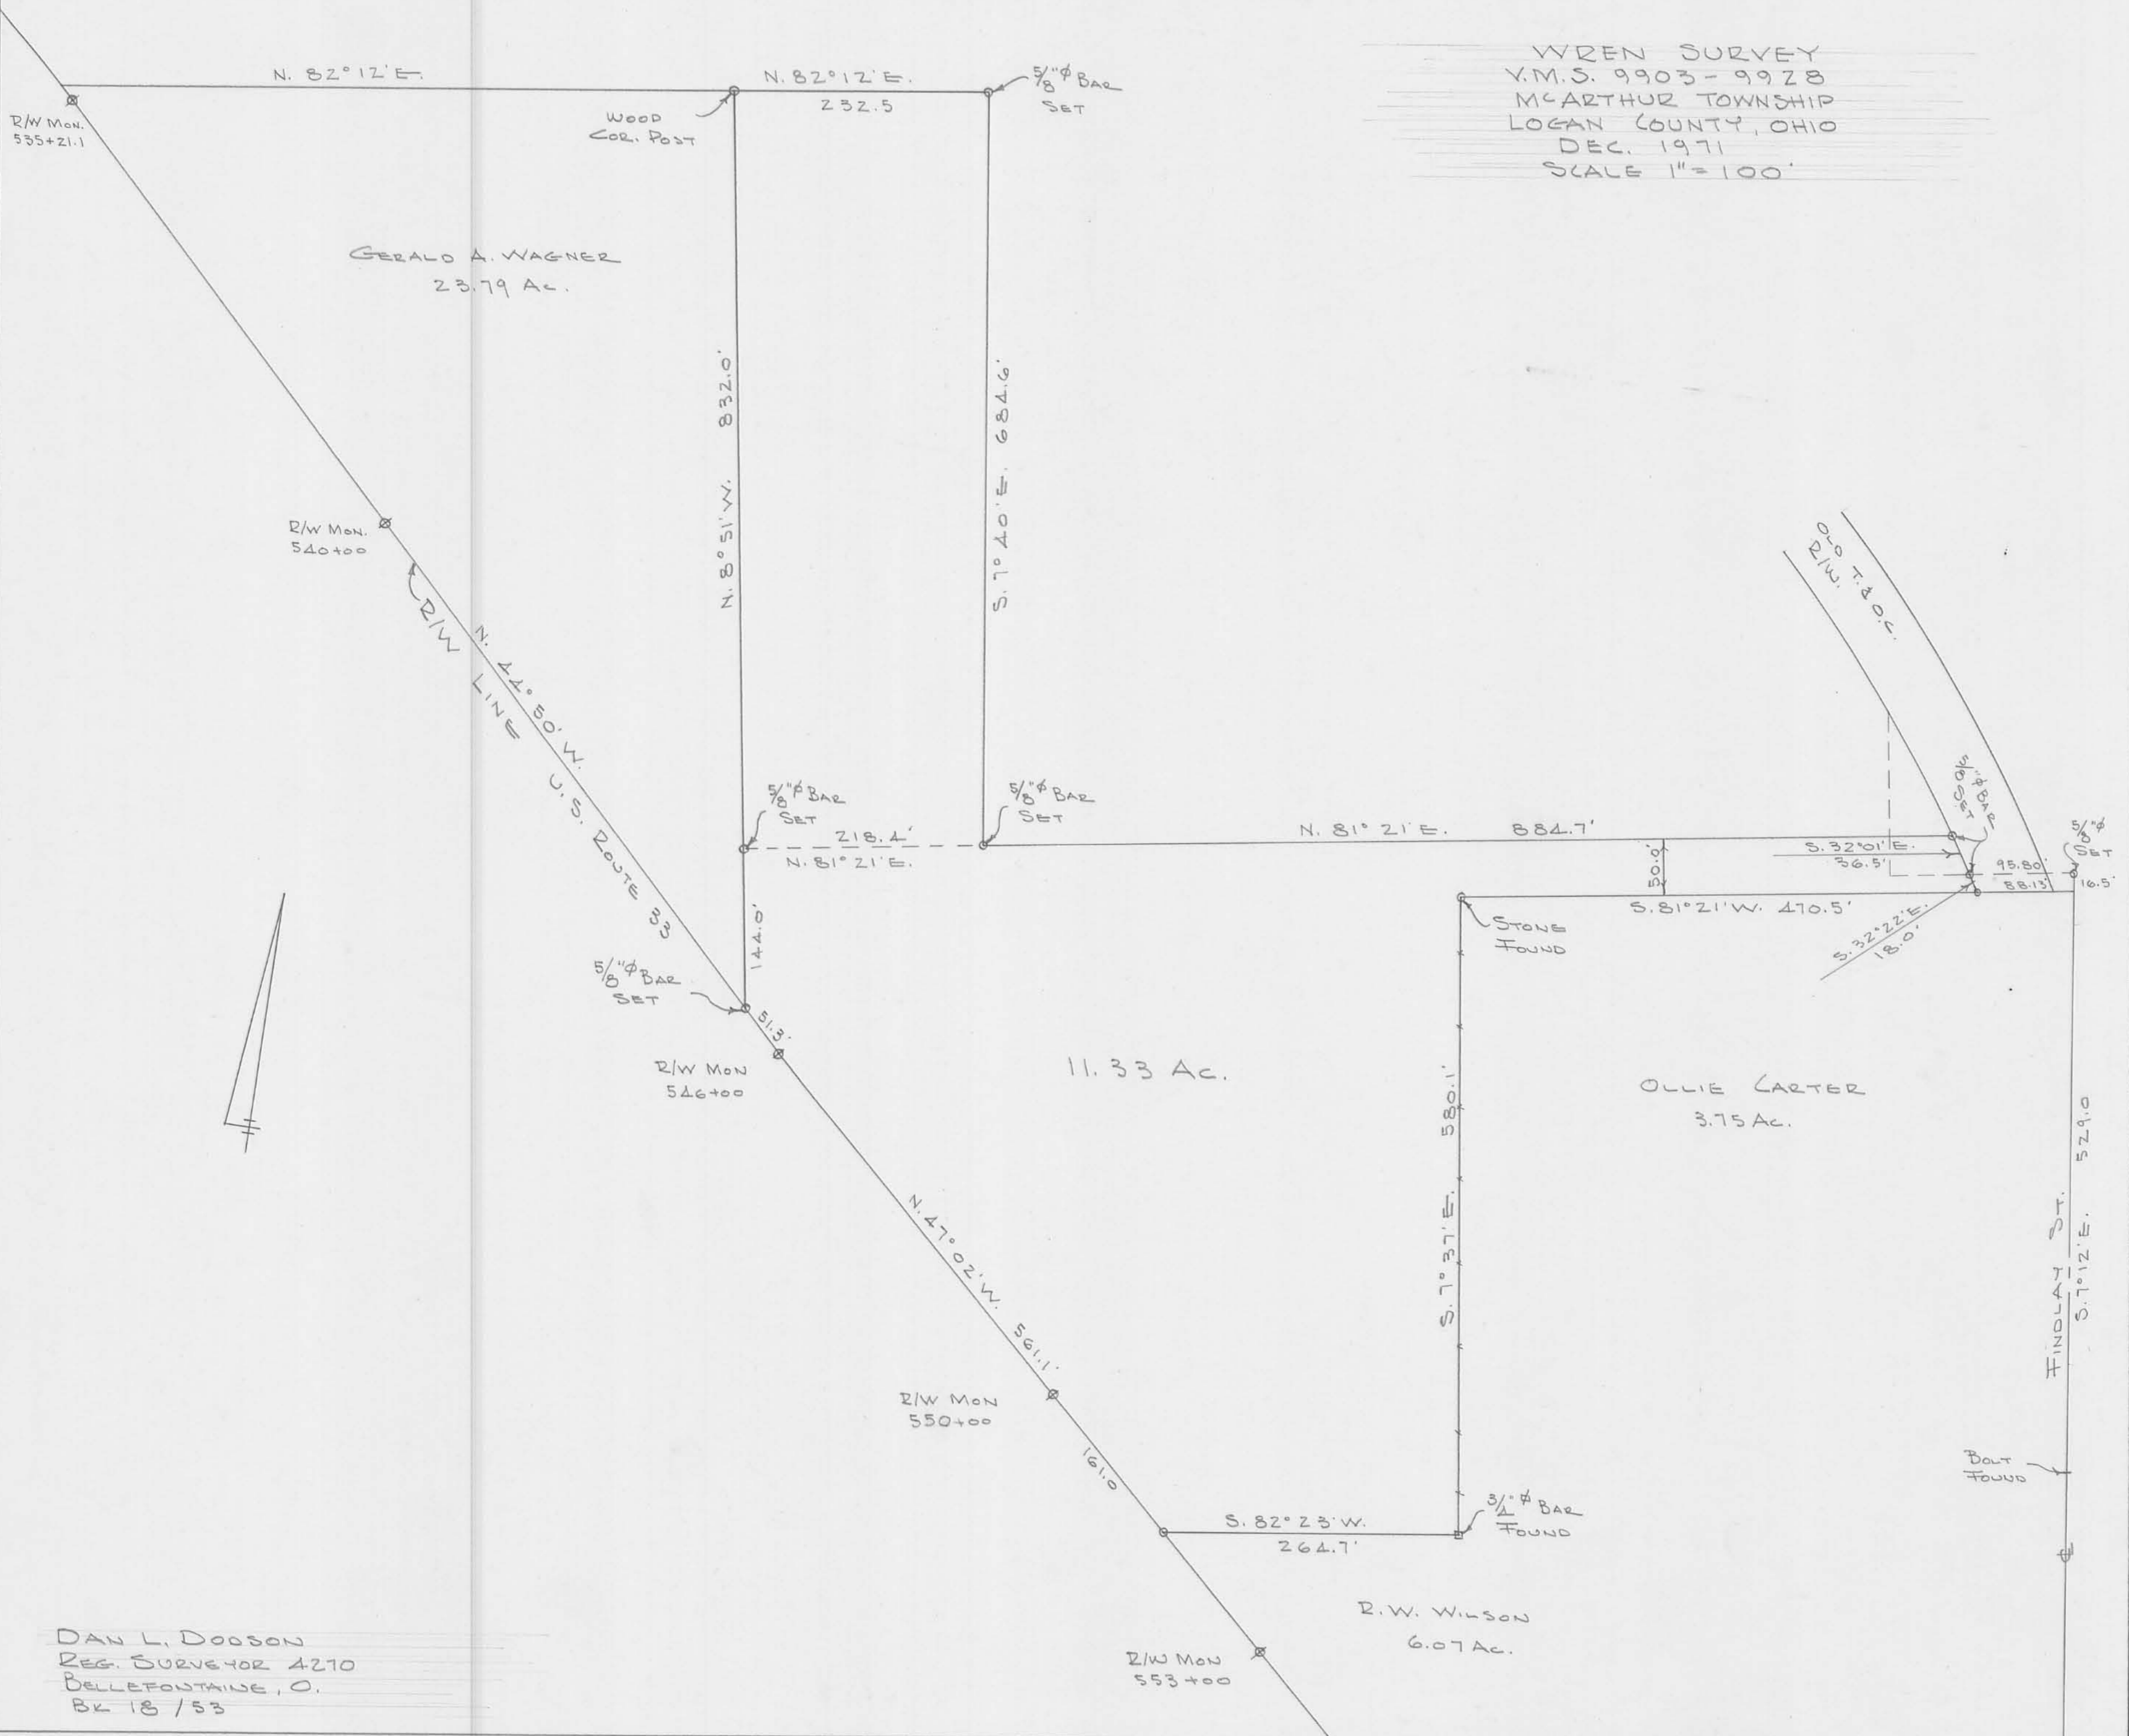 WREN SURVEY
V.M.S. 9903-9928
McARTHUR TOWNSHIP
LOGAN COUNTY, OHIO
DEC. 1971
SCALE 1"=100'
N. 82°12'E.
N. 82°12'E.
232.5
5/8"ø BAR
SET
R/W MON.
535+21.1
WOOD
COR. POST
GERALD A. WAGNER
23.79 Ac.
N. 8°51'W. 832.0'
S. 7°40'E. 684.6'
R/W MON.
540+00
R/W LINE
N. 44°50'W.
U.S. ROUTE 33
OLD T.& O.C.
R/W.
5/8"ø BAR
SET
218.4'
N. 81°21'E.
5/8"ø BAR
SET
N. 81°21'E. 884.7'
50.0'
S. 32°01'E.
36.5'
5/8"ø BAR
SET
95.80'
88.13'
5/8"ø
SET
16.5'
S. 81°21'W. 470.5'
S. 32°22'E.
18.0'
STONE
FOUND
144.0'
5/8"ø BAR
SET
51.3'
R/W MON
546+00
11.33 Ac.
OLLIE CARTER
3.75 Ac.
S. 7°37'E. 580.1'
FINDLAY ST.
S. 7°12'E. 529.0
N. 47°02'W. 561.1'
R/W MON
550+00
161.0
BOLT
FOUND
S. 82°23'W.
264.7'
3/4"ø BAR
FOUND
R.W. WILSON
6.07 Ac.
R/W MON
553+00
DAN L. DODSON
REG. SURVEYOR 4270
BELLEFONTAINE, O.
BK 18/53